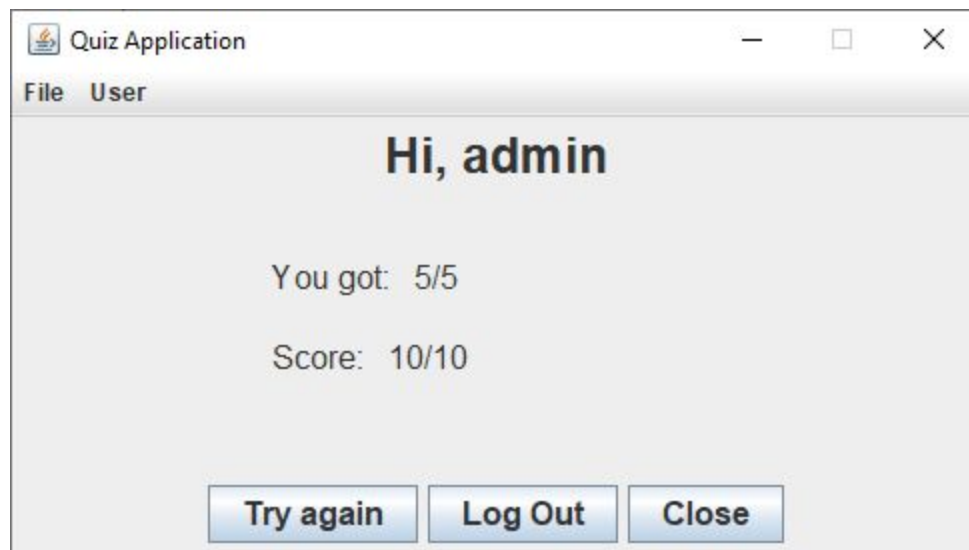 Quiz Application
File User
Hi, admin
You got: 5/5
Score: 10/10
Try again Log Out Close